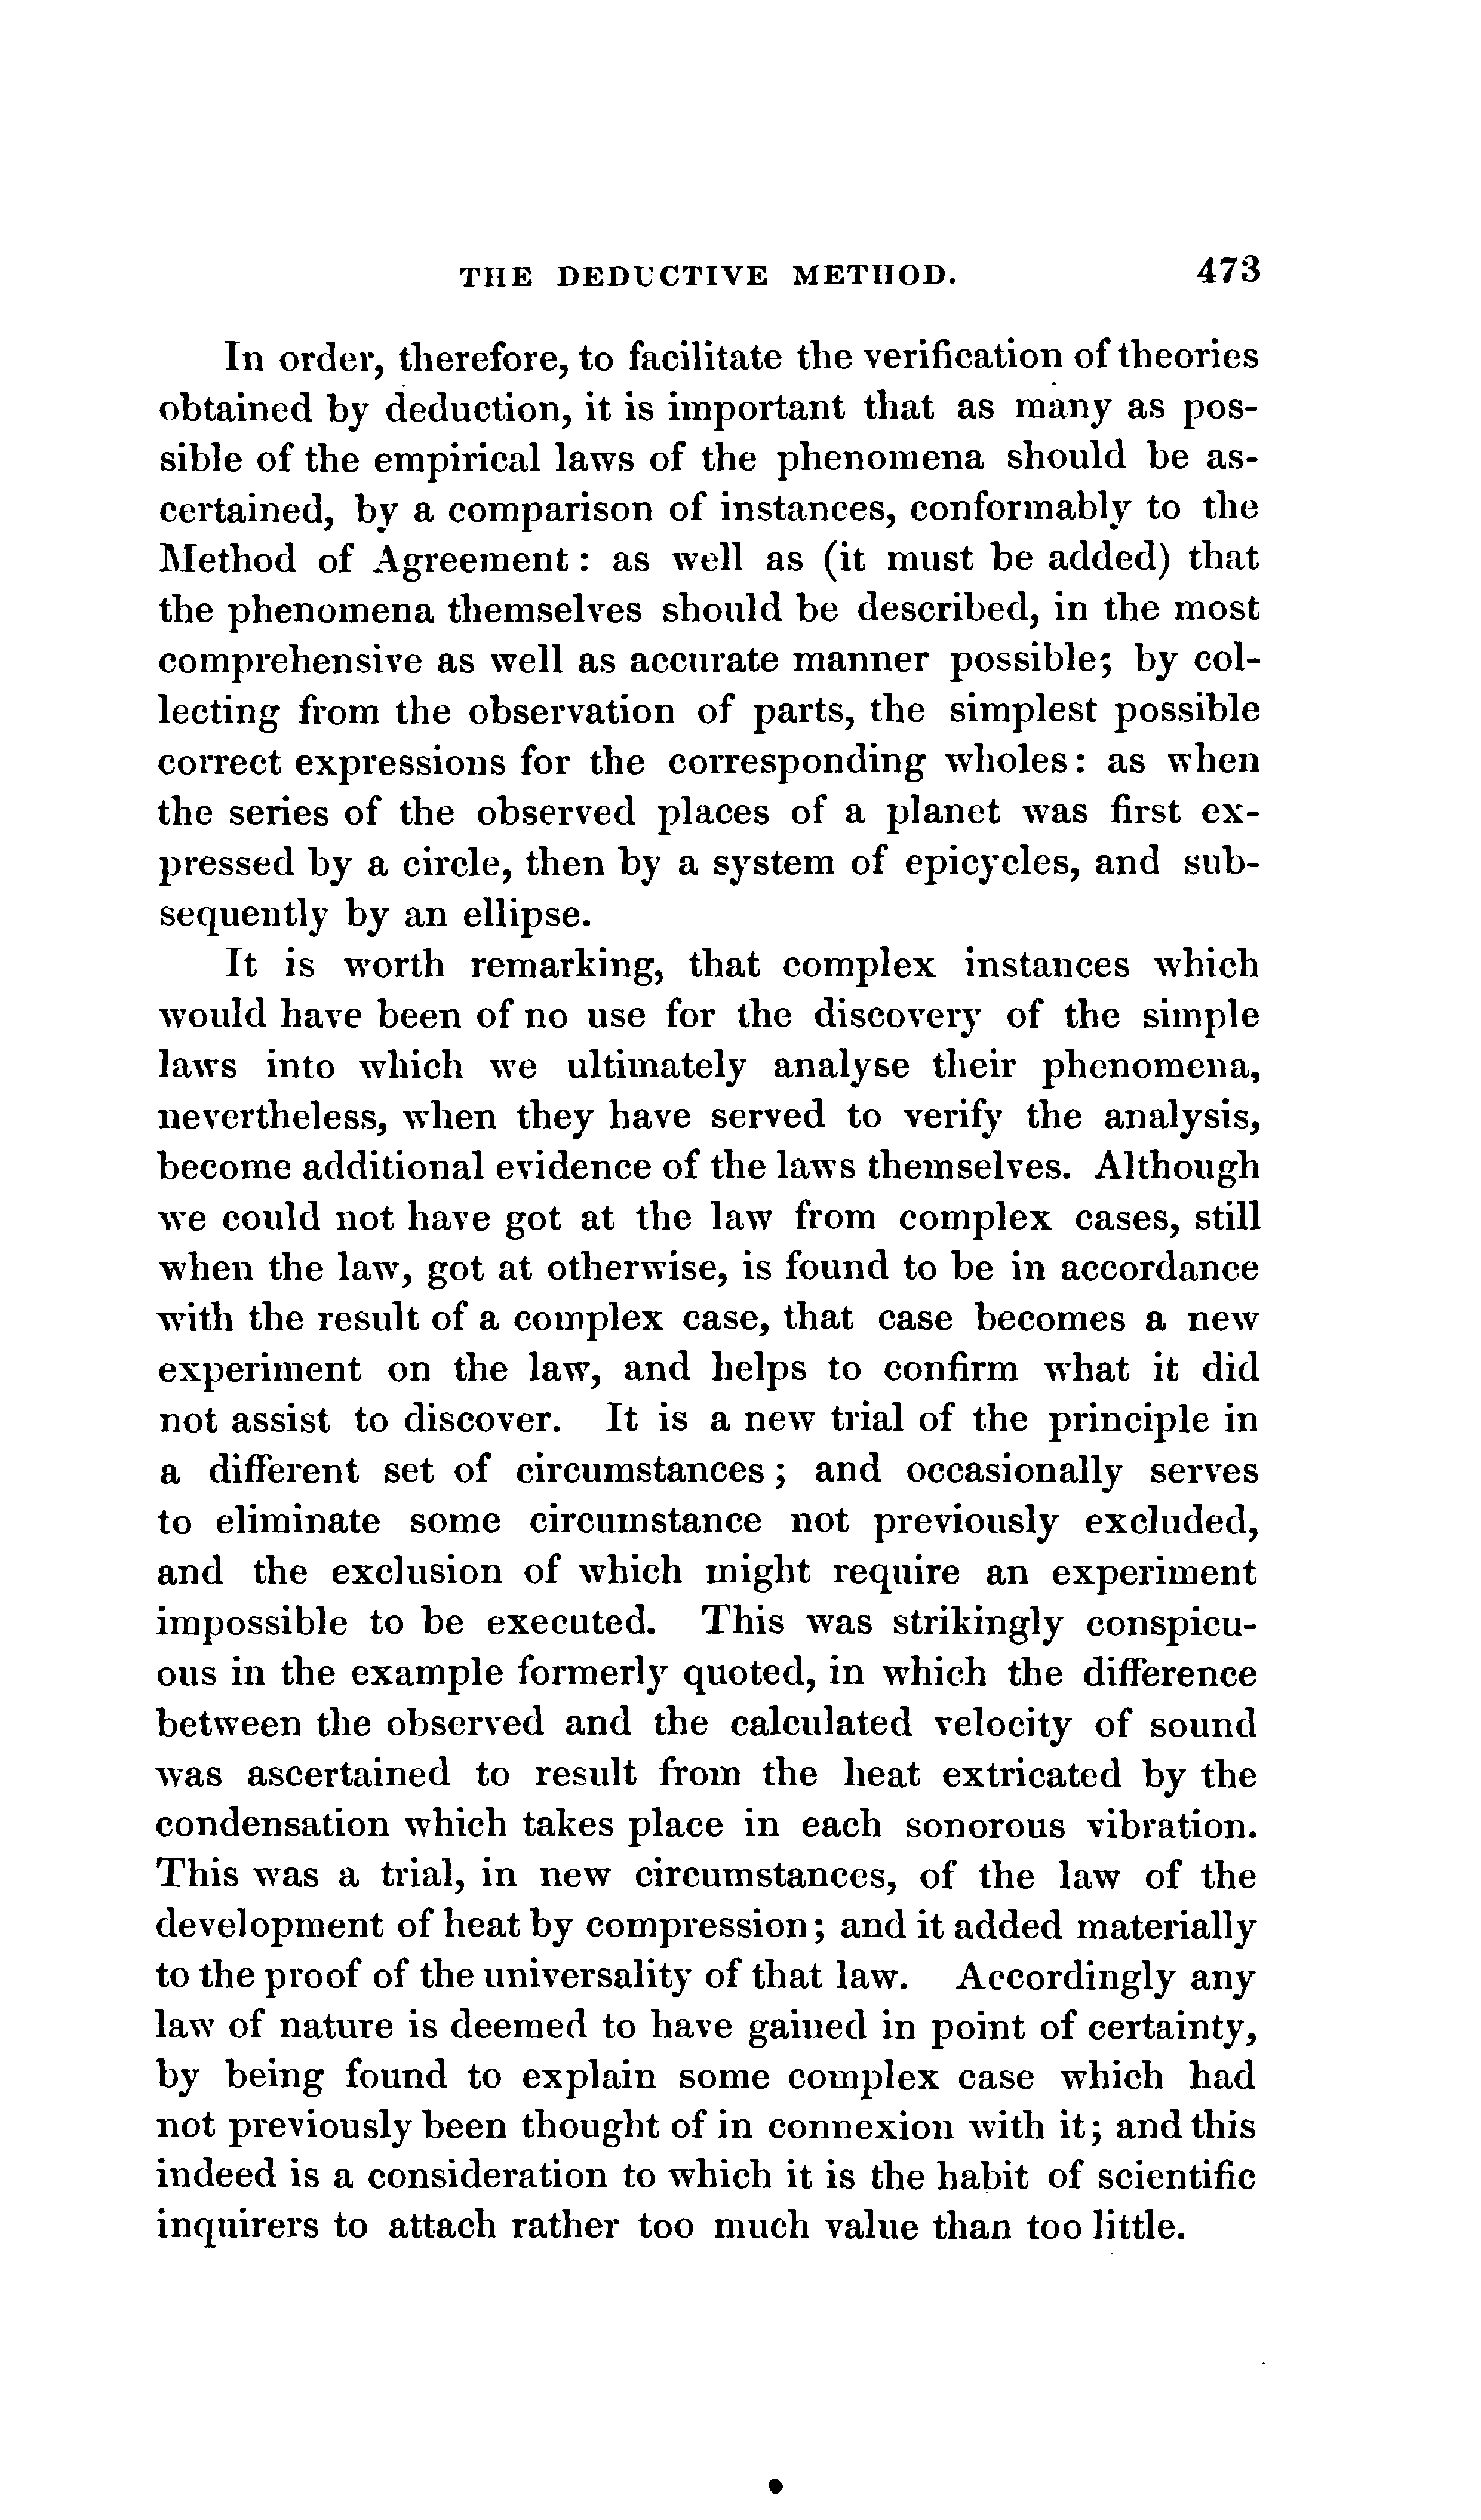 THE DEDUCTIVE METHOD. 473
In order, therefore, to facilitate the verification of theories
obtained by deduction, it is important that as many as pos-
sible of the empirical laws of the phenomena should be as-
certained, by a comparison of instances, conformably to the
Method of Agreement : as well as (it must be added) that
the phenomena themselves should be described, in the most
comprehensive as well as accurate manner possible; by col-
lecting from the observation of parts, the simplest possible
correct expressions for the corresponding wholes: as when
the series of the observed places of a planet was first ex-
pressed by a circle, then by a system of epicycles, and sub-
sequently by an ellipse.
It is worth remarking, that complex instances which
would have been of no use for the discovery of the simple
laws into which we ultimately analyse their phenomena,
nevertheless, when they have served to verify the analysis,
become additional evidence of the laws themselves. Although
we could not have got at the law from complex cases, still
when the law, got at otherwise, is found to be in accordance
with the result of a complex case, that case becomes a new
experiment on the law, and helps to confirm what it did
not assist to discover. It is a new trial of the principle in
a different set of circumstances ; and occasionally serves
to eliminate some circumstance not previously excluded,
and the exclusion of which might require an experiment
impossible to be executed. This was strikingly conspicu-
ous in the example formerly quoted, in which the difference
between the observed and the calculated velocity of sound
was ascertained to result from the heat extricated by the
condensation which takes place in each sonorous vibration.
This was a trial, in new circumstances, of the law of the
development of heat by compression; and it added materially
to the proof of the universality of that law. Accordingly any
law of nature is deemed to have gained in point of certainty,
by being found to explain some complex case which had
not previously been thought of in connexion with it; and this
indeed is a consideration to which it is the habit of scientific
inquirers to attach rather too much value than too little.